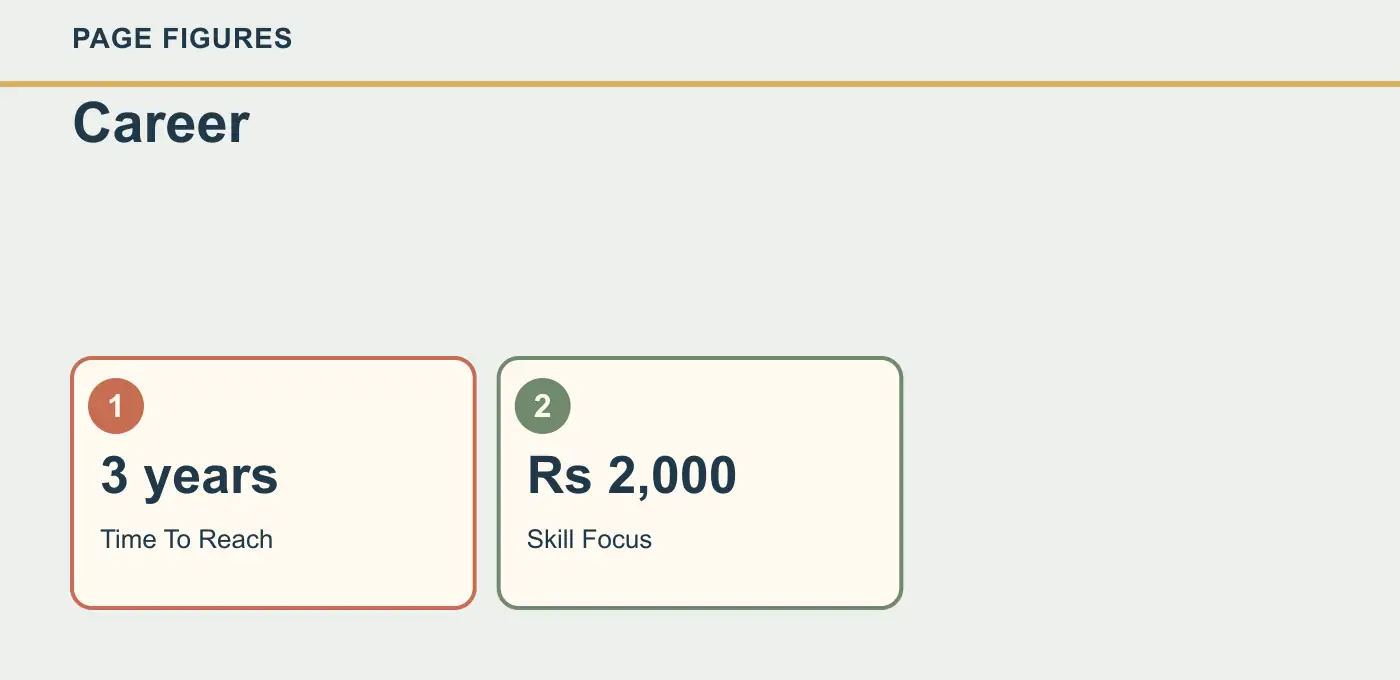 PAGE FIGURES
Career
1
3 years
Time To Reach
2
Rs 2,000
Skill Focus